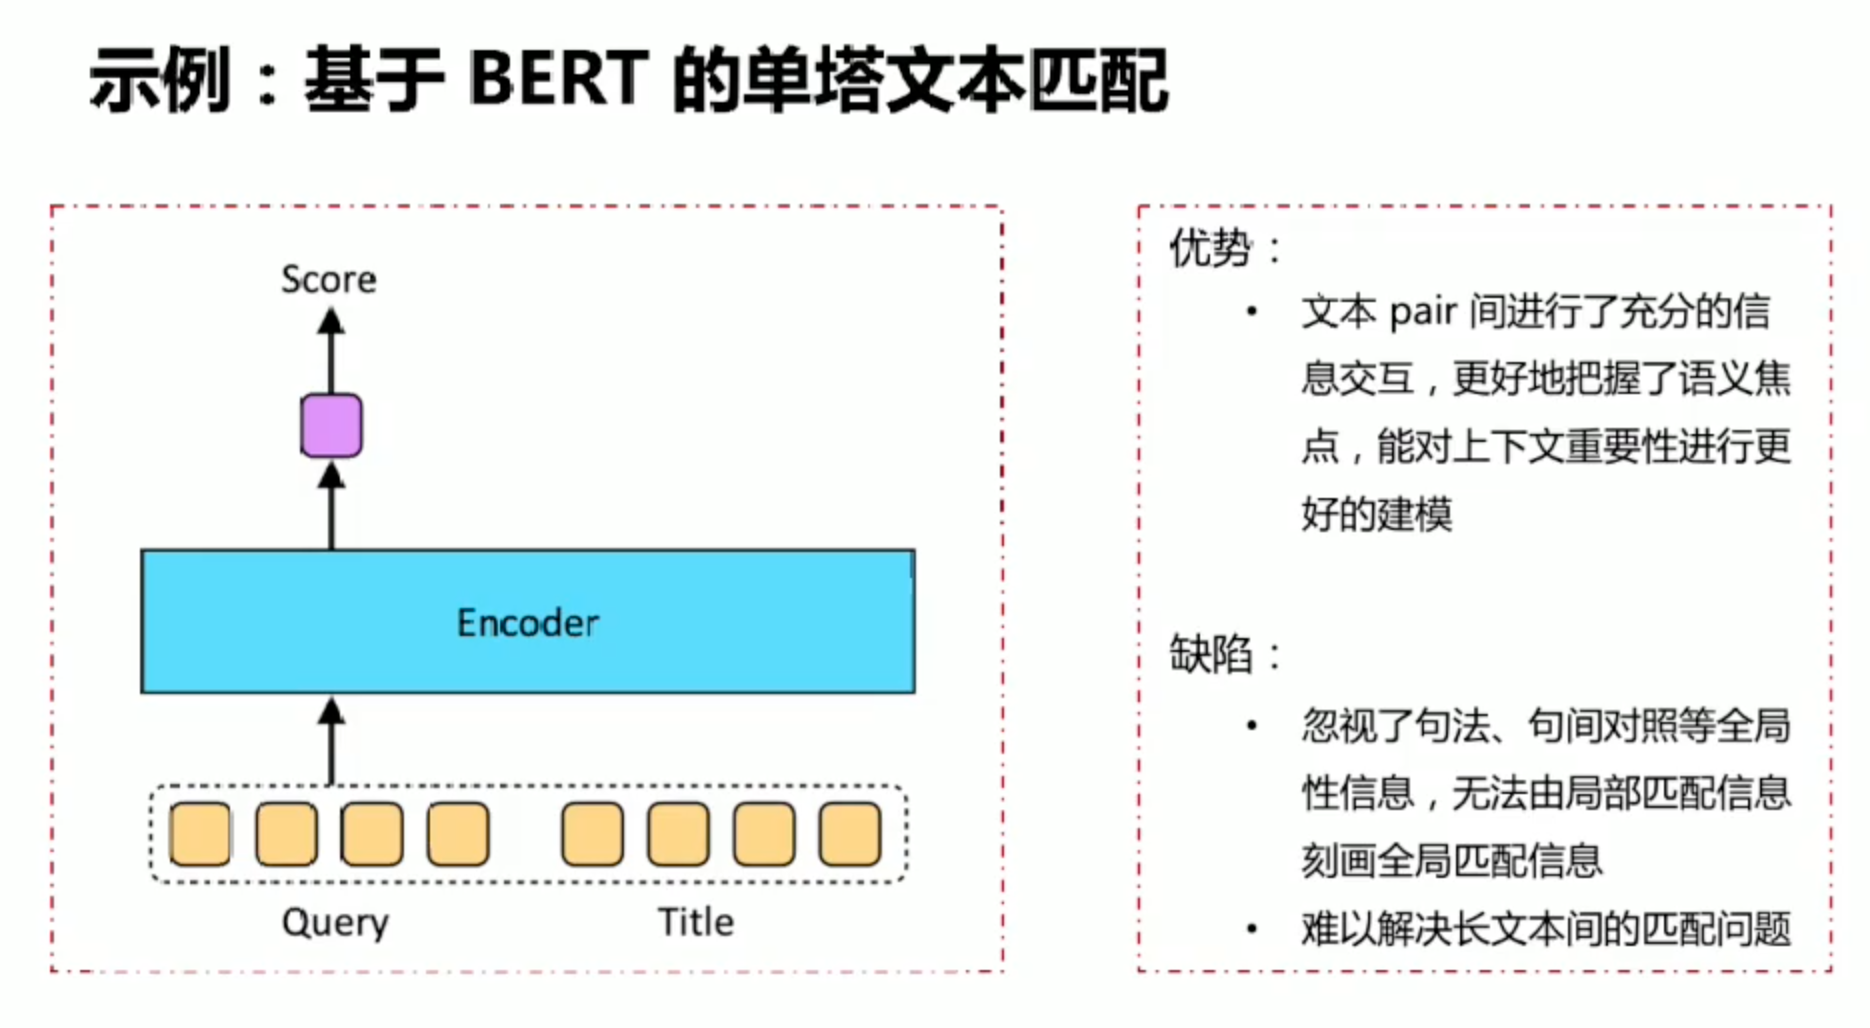 示例：基于 BERT 的单塔文本匹配
Score
Encoder
Query
Title
优势：
• 文本 pair 间进行了充分的信
息交互，更好地把握了语义焦
点，能对上下文重要性进行更
好的建模
缺陷：
• 忽视了句法、句间对照等全局
性信息，无法由局部匹配信息
刻画全局匹配信息
• 难以解决长文本间的匹配问题